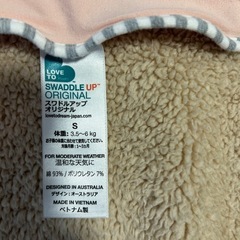 LOVE TO
SWADDLE UP™
ORIGINAL
スワドルアップ
オリジナル
lovetodream-japan.com
S
体重: 3.5~6 kg
FOR MODERATE WEATHER
温和な天気に
綿 93% / ポリウレタン 7%
DESIGNED IN AUSTRALIA
デザイン:オーストラリア
MADE IN VIETNAM
ベトナム製